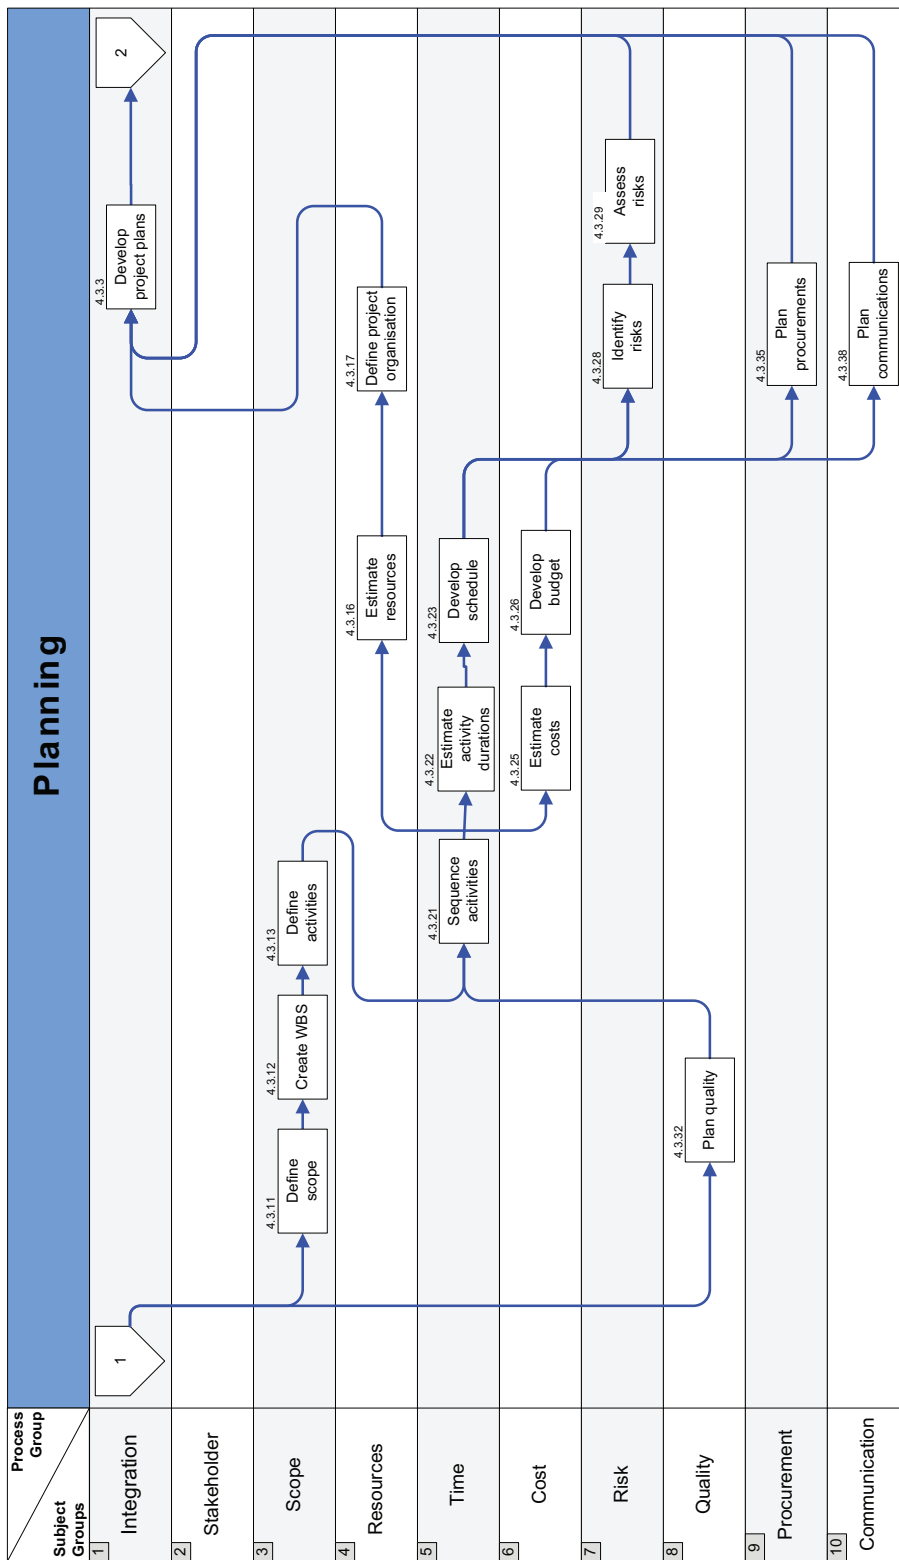 Process
Group
Subject
Groups
Planning
1
Integration
1
4.3.3
Develop
project plans
2
2
Stakeholder
3
Scope
4.3.11
Define
scope
4.3.12
Create WBS
4.3.13
Define
activities
4
Resources
4.3.16
Estimate
resources
4.3.17
Define project
organisation
5
Time
4.3.21
Sequence
acitivities
4.3.22
Estimate
activity
durations
4.3.23
Develop
schedule
6
Cost
4.3.25
Estimate
costs
4.3.26
Develop
budget
7
Risk
4.3.28
Identify
risks
4.3.29
Assess
risks
8
Quality
4.3.32
Plan quality
9
Procurement
4.3.35
Plan
procurements
10
Communication
4.3.38
Plan
communications